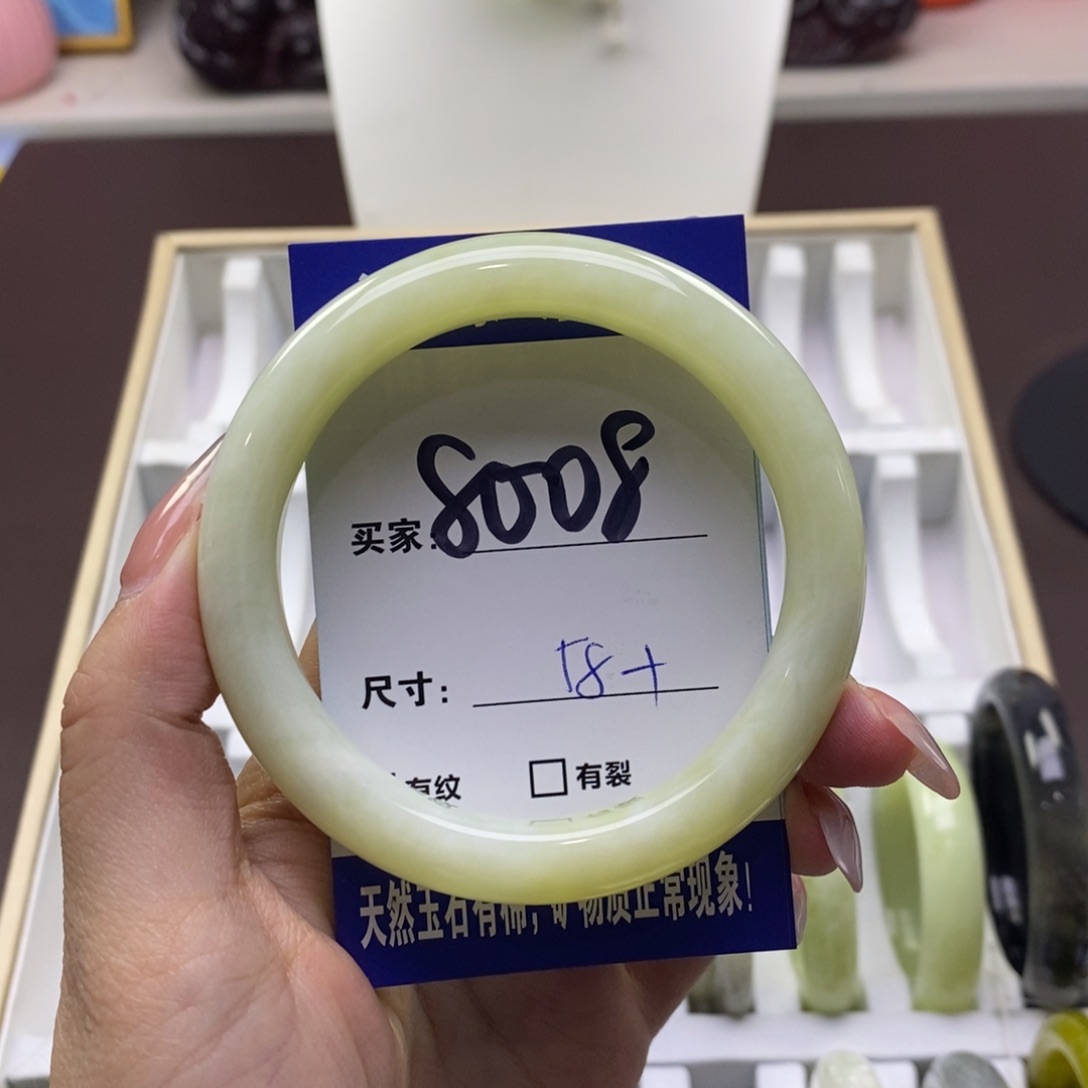 买家:8008
尺寸: 58+
有纹 □有裂
天然玉石有棉,矿物质正常现象!